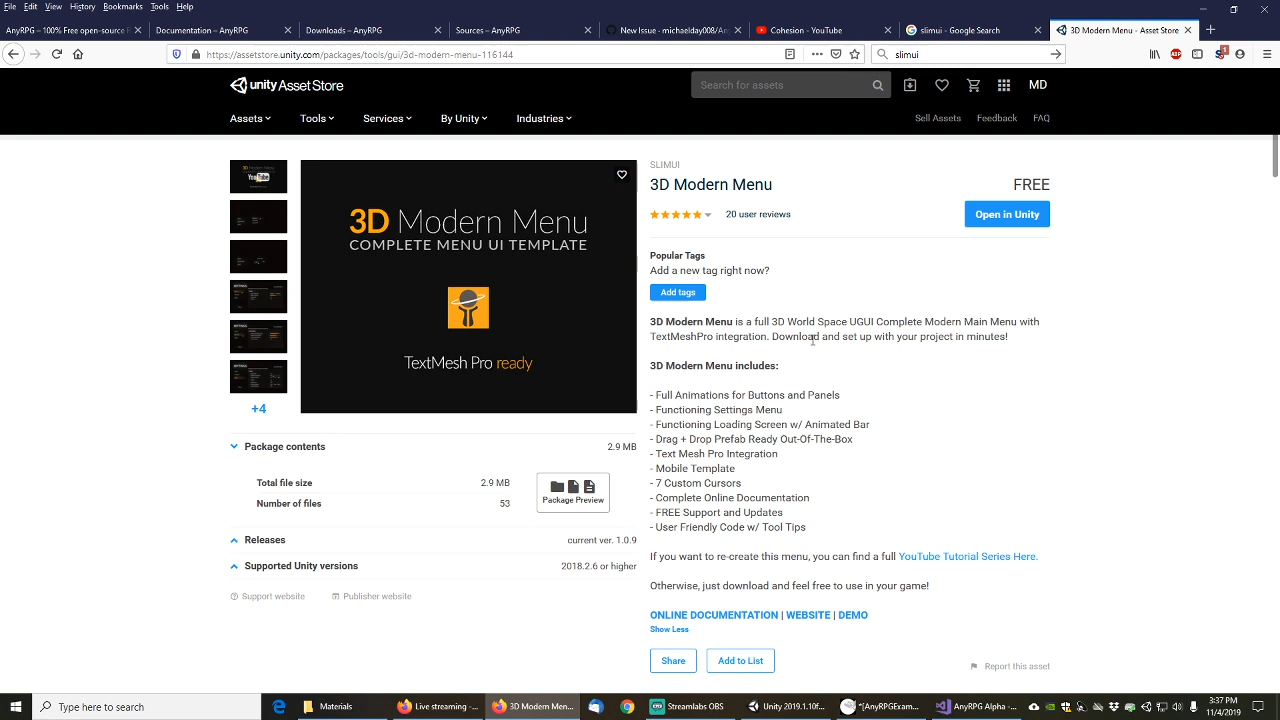 File Edit View History Bookmarks Tools Help
AnyRPG – 100% Free open-source R
Documentation – AnyRPG
Downloads – AnyRPG
Sources – AnyRPG
New Issue · michaelday008/An
Cohesion - YouTube
slimui - Google Search
3D Modern Menu - Asset Store
https://assetstore.unity.com/packages/tools/gui/3d-modern-menu-116144
slimui
unity Asset Store
Search for assets
MD
Assets Tools Services By Unity Industries
Sell Assets Feedback FAQ
3D Modern Menu
COMPLETE MENU UI TEMPLATE
TextMesh Pro ready
+4
SLIMUI
3D Modern Menu FREE
20 user reviews
Open in Unity
Popular Tags
Add a new tag right now?
Add tags
3D Modern Menu is a full 3D World Space UGUI Complete Modern Main Menu with
TextMeshPro integration. Download and set up with your project in minutes!
3D Modern Menu includes:
- Full Animations for Buttons and Panels
- Functioning Settings Menu
- Functioning Loading Screen w/ Animated Bar
- Drag + Drop Prefab Ready Out-Of-The-Box
- Text Mesh Pro Integration
- Mobile Template
- 7 Custom Cursors
- Complete Online Documentation
- FREE Support and Updates
- User Friendly Code w/ Tool Tips
If you want to re-create this menu, you can find a full YouTube Tutorial Series Here.
Otherwise, just download and feel free to use in your game!
ONLINE DOCUMENTATION | WEBSITE | DEMO
Show Less
Share
Add to List
Report this asset
Package contents 2.9 MB
Total file size 2.9 MB
Number of files 53
Package Preview
Releases current ver. 1.0.9
Supported Unity versions 2018.2.6 or higher
Support website
Publisher website
Type here to search
Materials
Live streaming -...
3D Modern Menu...
Streamlabs OBS
Unity 2019.1.10f...
*[AnyRPGExam...
AnyRPG Alpha -...
3:37 PM
11/4/2019